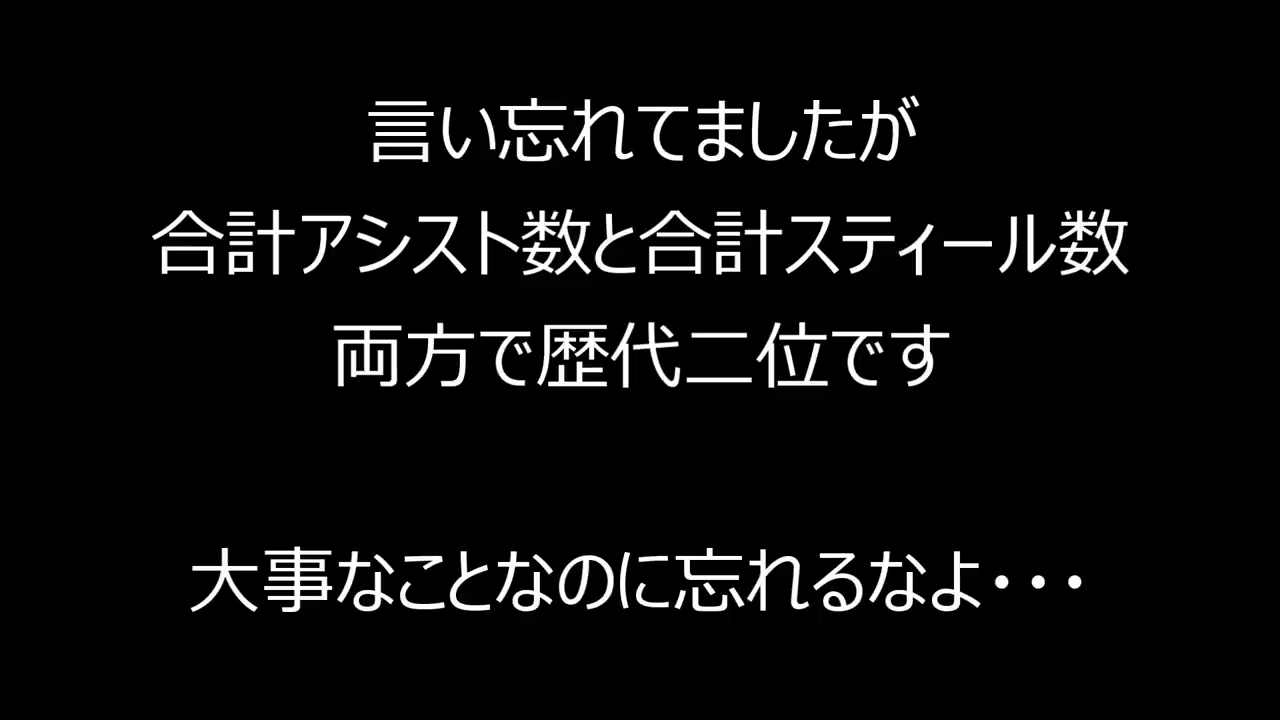 言い忘れてましたが
合計アシスト数と合計スティール数
両方で歴代二位です
大事なことなのに忘れるなよ・・・